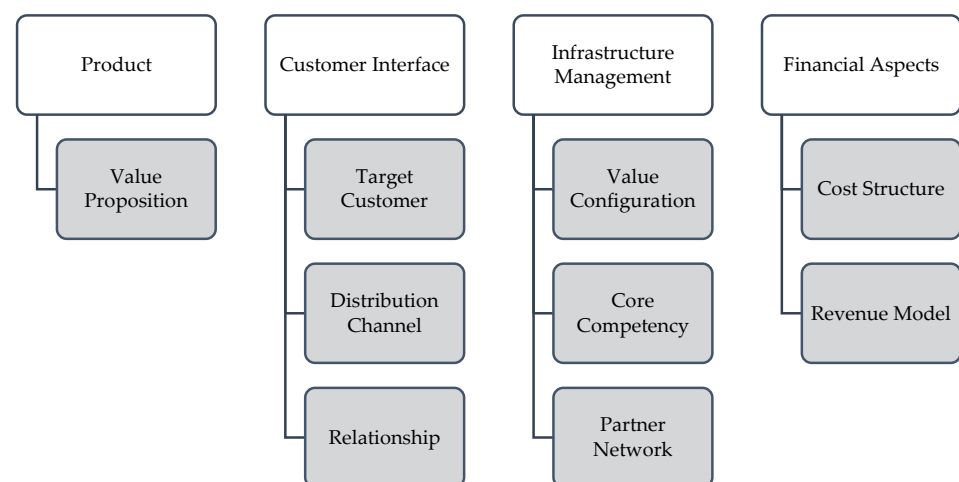 Product
Value
Proposition
Customer Interface
Target
Customer
Distribution
Channel
Relationship
Infrastructure
Management
Value
Configuration
Core
Competency
Partner
Network
Financial Aspects
Cost Structure
Revenue Model